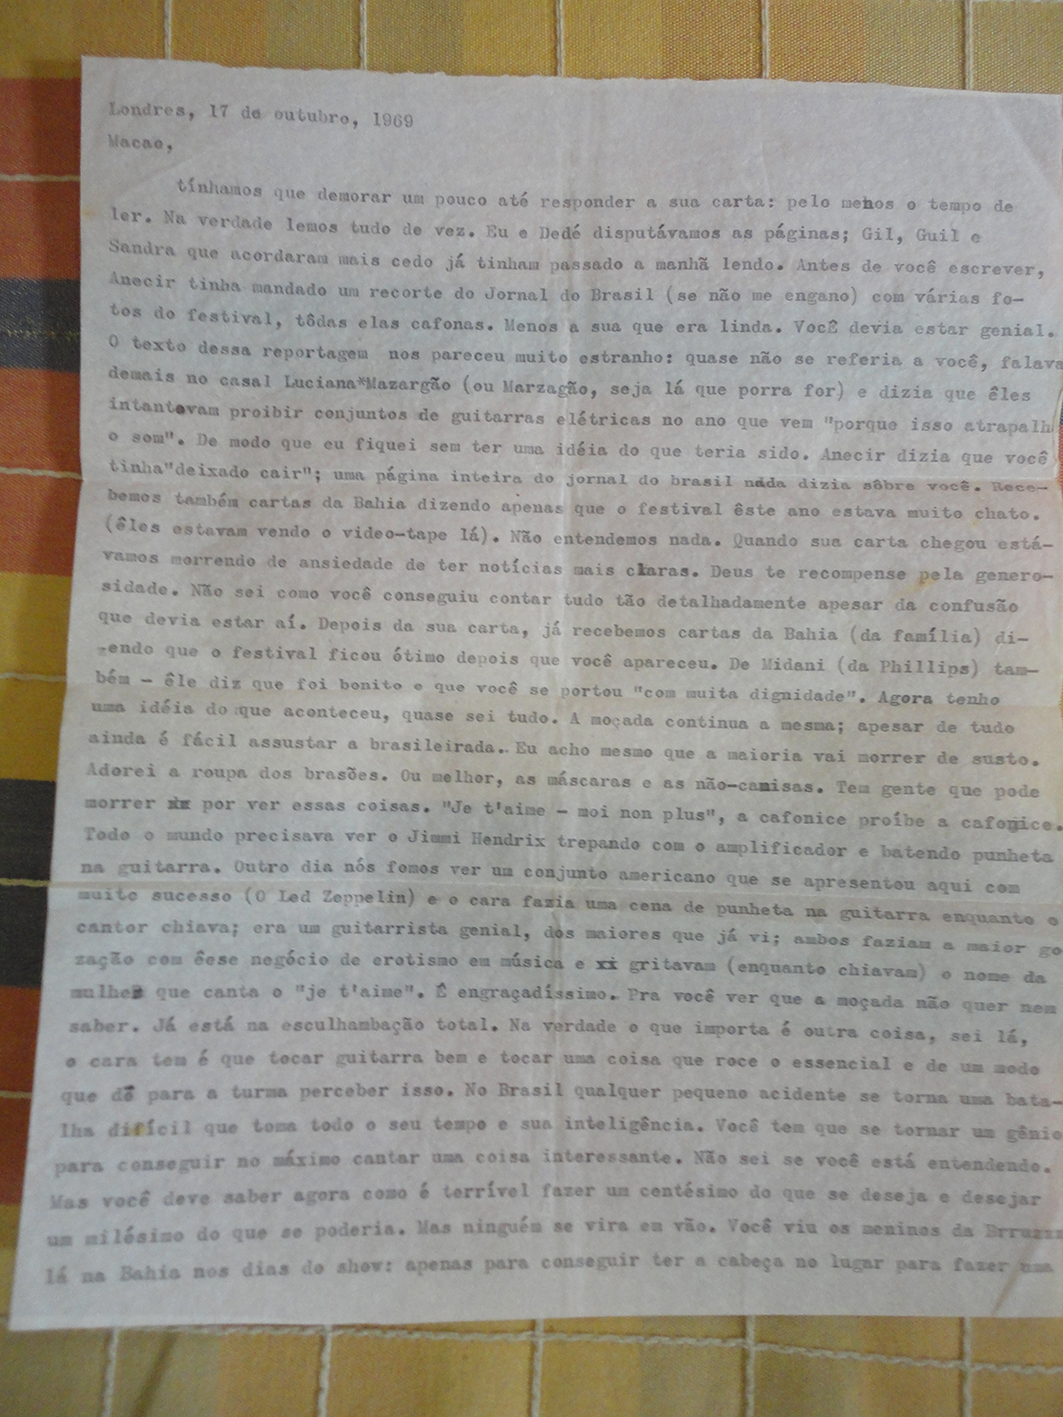 Londres, 17 de outubro, 1969
Macao,
tínhamos que demorar um pouco até responder a sua carta: pelo menos o tempo de
ler. Na verdade lemos tudo de vez. Eu e Dedé disputávamos as páginas; Gil, Guil e
Sandra que acordaram mais cedo já tinham passado a manhã lendo. Antes de você escrever,
Anecir tinha mandado um recorte do Jornal do Brasil (se não me engano) com várias fo-
tos do festival, tôdas elas cafonas. Menos a sua que era linda. VocÊ devia estar genial.
O texto dessa reportagem nos pareceu muito estranho: quase não se referia a você, falava
demais no casal Luciana*Mazargão (ou Marzagão, seja lá que porra for) e dizia que êles
intantavam proibir conjuntos de guitarras elétricas no ano que vem "porque isso atrapalh
o som". De modo que eu fiquei sem ter uma idéia do que teria sido. Anecir dizia que você
tinha"deixado cair"; uma página inteira do jornal do brasil nada dizia sôbre você. Rece-
bemos também cartas da Bahia dizendo apenas que o festival êste ano estava muito chato.
(êles estavam vendo o video-tape lá). Não entendemos nada. Quando sua carta chegou está-
vamos morrendo de ansiedade de ter notícias mais claras. Deus te recompense pela genero-
sidade. Não sei como você conseguiu contar tudo tão detalhadamente apesar da confusão
que devia estar aí. Depois da sua carta, já recebemos cartas da Bahia (da família) di-
zendo que o festival ficou ótimo depois que você apareceu. De Midani (da Phillips) tam-
bém - êle diz que foi bonito e que você se portou "com muita dignidade". Agora tenho
uma idéia do que aconteceu, quase sei tudo. A moçada continua a mesma; apesar de tudo
ainda é fácil assustar a brasileirada.. Eu acho mesmo que a maioria vai morrer de susto.
Adorei a roupa dos brasões. Ou melhor, as máscaras e as não-camisas. Tem gente que pode
morrer xx por ver essas coisas. "Je t'aime - moi non plus", a cafonice proíbe a cafonice.
Todo o mundo precisava ver o Jimmi Hendrix trepando com o amplificador e batendo punheta
na guitarra. Outro dia nós fomos ver um conjunto americano que se apresentou aqui com
muito sucesso (O Led Zeppelin) e o cara fazia uma cena de punheta na guitarra enquanto o
cantor chiava; era um guitarrista genial, dos maiores que já vi; ambos faziam a maior go
zação com êese negócio de erotismo em música e xi gritavam (enquanto chiavam) o nome da
mulher que canta o "je t'aime". É engraçadíssimo. Pra você ver que a moçada não quer nem
saber. Já está na esculhambação total. Na verdade o que importa é outra coisa, sei lá,
o cara tem é que tocar guitarra bem e tocar uma coisa que roce o essencial e de um modo
que dê para a turma perceber isso. No Brasil qualquer pequeno acidente se torna uma bata-
lha difícil que toma todo o seu tempo e sua inteligência. Você tem que se tornar um gênio
para conseguir no máximo cantar uma coisa interessante. Não sei se você está entendendo.
Mas você deve saber agora como é terrível fazer um centésimo do que se deseja e desejar
um milésimo do que se poderia. Mas ninguém se vira em vão. Você viu os meninos da
lá na Bahia nos dias do show: apenas para conseguir ter a cabeça no lugar para fazer uma